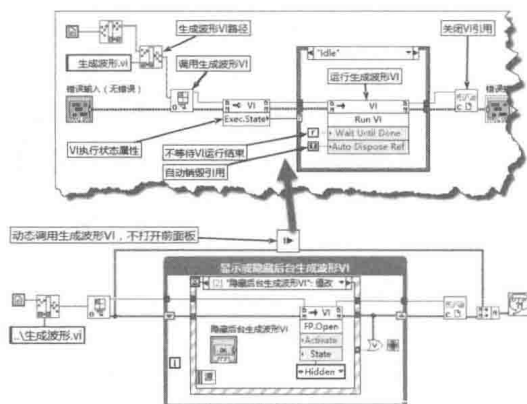 生成波形VI路径
生成波形.vi
调用生成波形VI
错误输入（无错误）
"Idle"
关闭VI引用
运行生成波形VI
VI
Exec.State
VI
Run VI
Wait Until Done
Auto Dispose Ref
VI执行状态属性
不等待VI运行结束
自动销毁引用
动态调用生成波形VI，不打开前面板
显示或隐藏后台生成波形VI
[2] "隐藏后台生成波形VI": 值改
..\生成波形.vi
隐藏后台生成波形VI
VI
FP.Open
Activate
State
Hidden
源
i